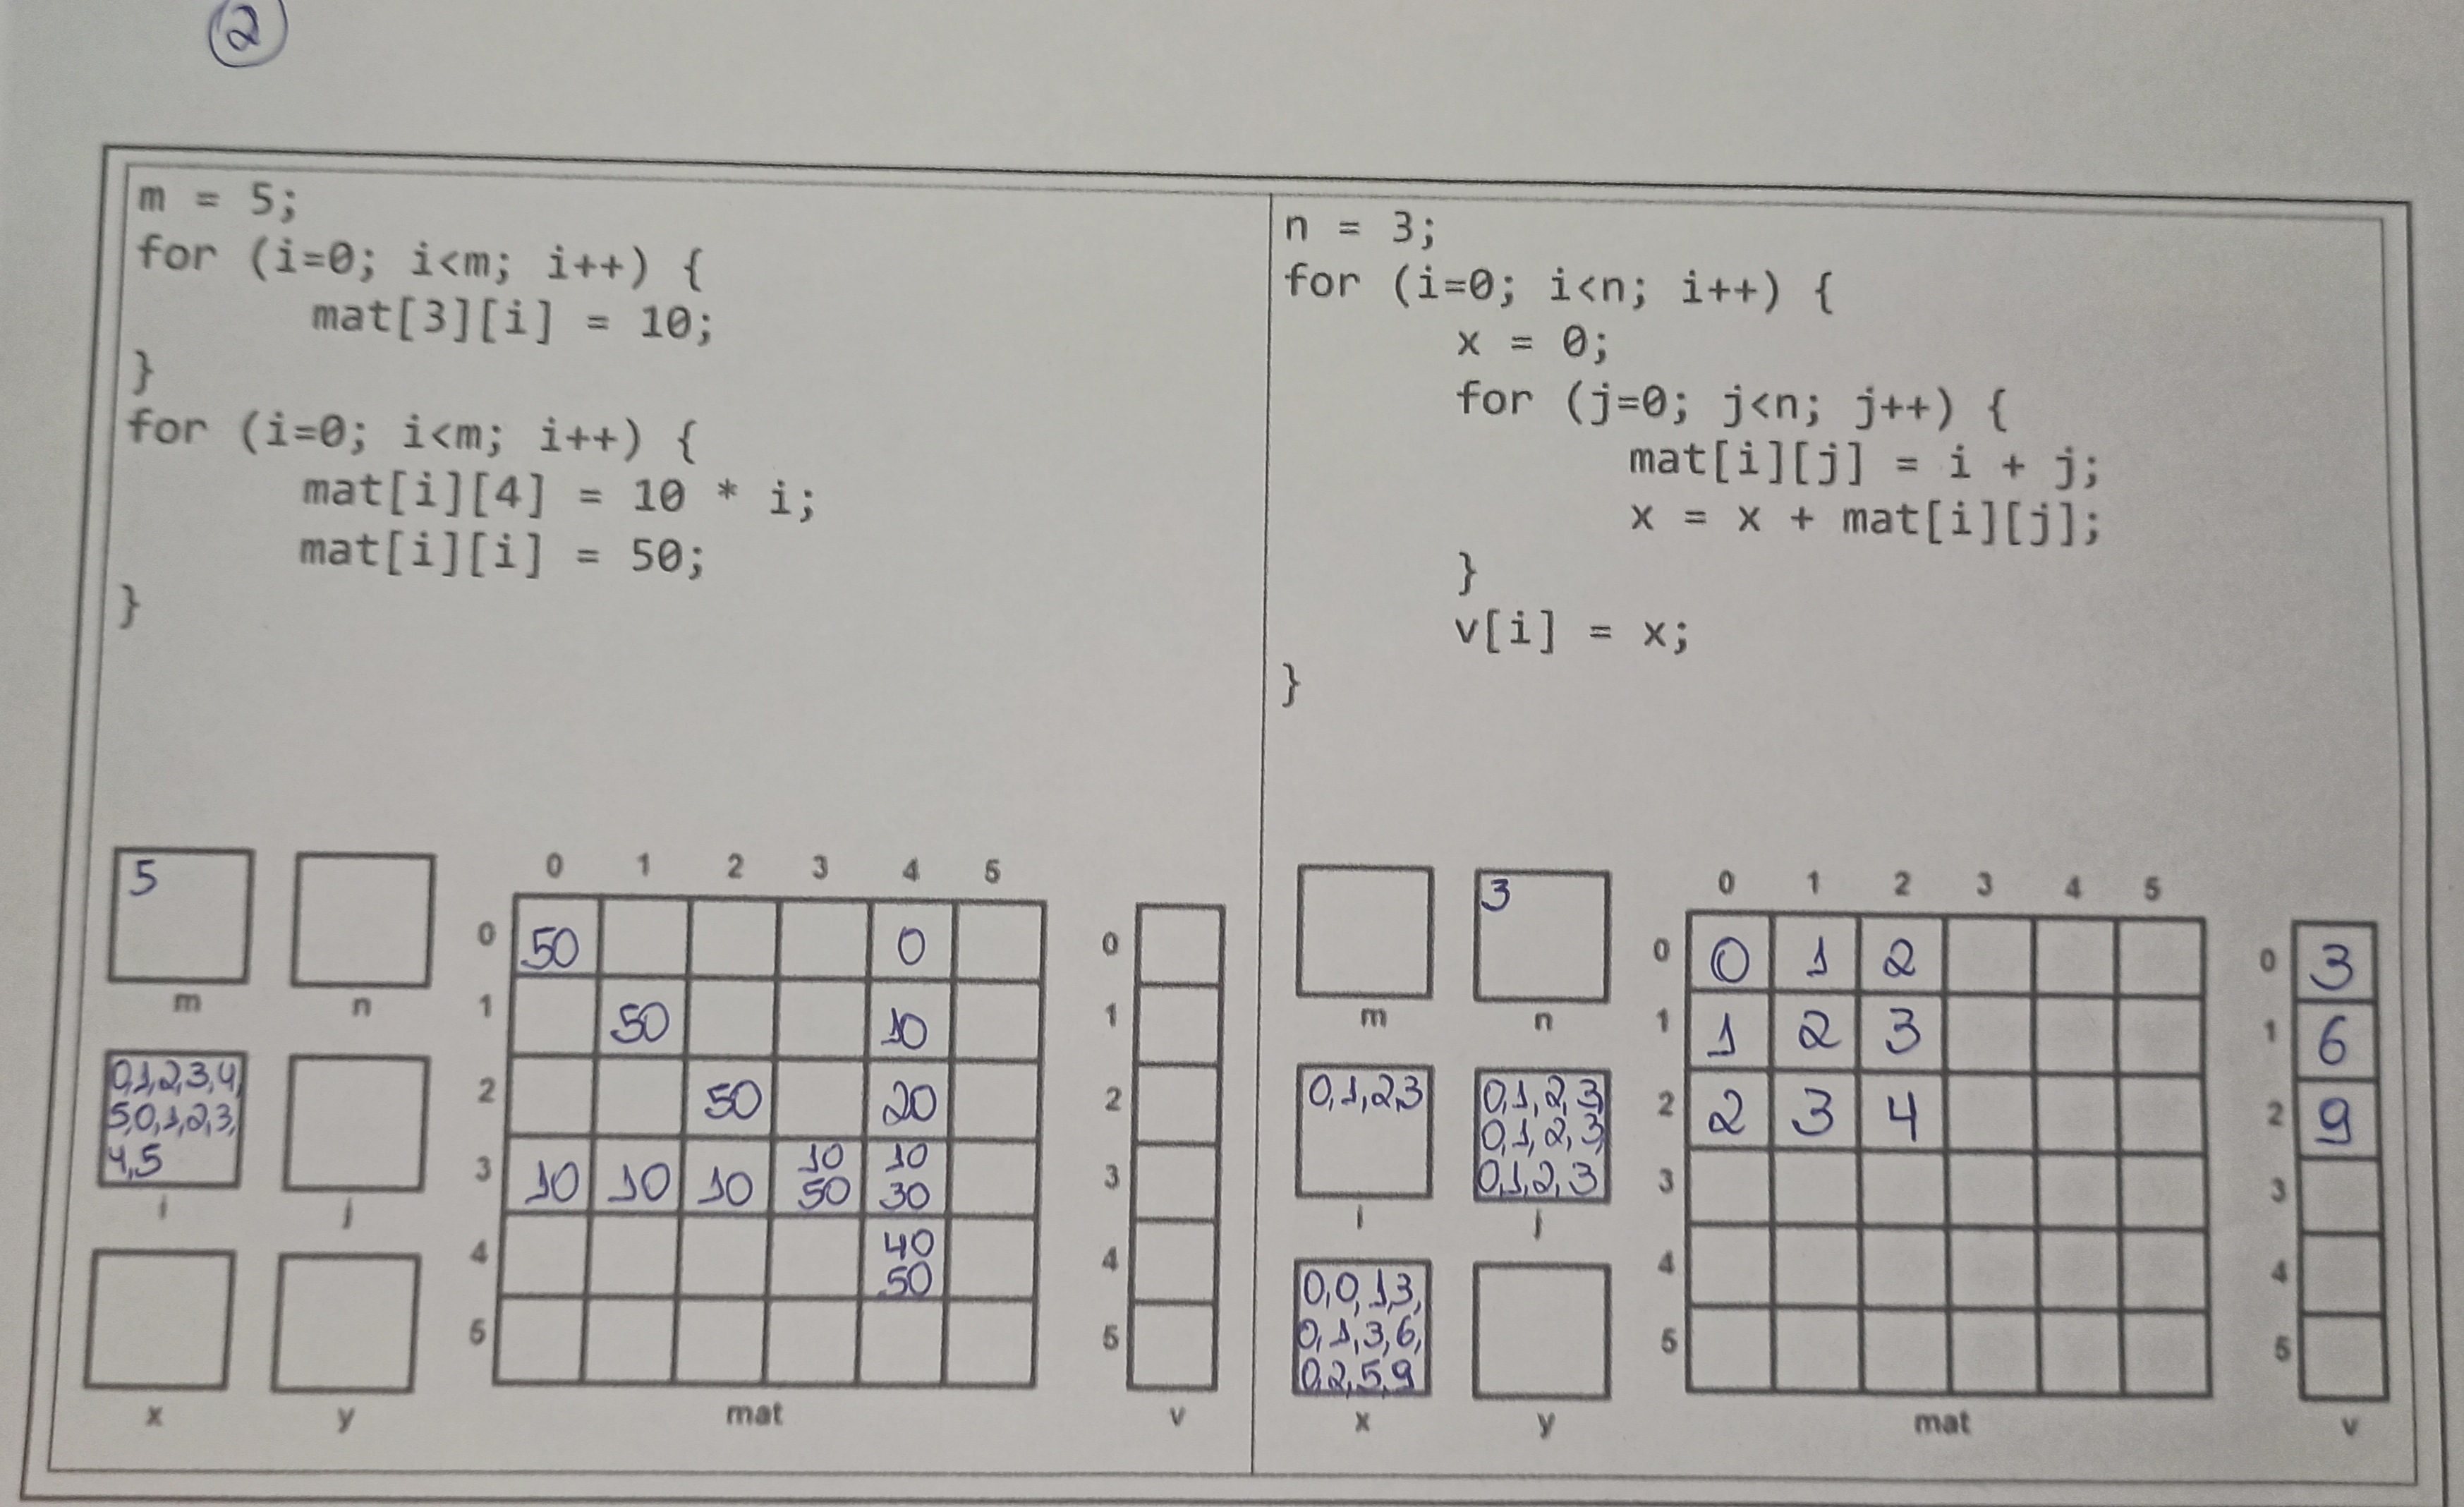 2
m = 5;
for (i=0; i<m; i++) {
mat[3][i] = 10;
}
for (i=0; i<m; i++) {
mat[i][4] = 10 * i;
mat[i][i] = 50;
}
5
m
n
0,1,2,3,4,
5,0,1,2,3,
4,5
i
j
x
y
0 1 2 3 4 5
0 50 0
1 50 10
2 50 20
3 10 10 10 10 10
50 30
4 40
50
5
mat
0
1
2
3
4
5
v
n = 3;
for (i=0; i<n; i++) {
x = 0;
for (j=0; j<n; j++) {
mat[i][j] = i + j;
x = x + mat[i][j];
}
v[i] = x;
}
m
3
n
0,1,2,3
i
0,1,2,3
0,1,2,3
0,1,2,3
j
0,0,1,3,
0,1,3,6,
0,2,5,9
x
y
0 1 2 3 4 5
0 0 1 2
1 1 2 3
2 2 3 4
3
4
5
mat
0 3
1 6
2 9
3
4
5
v